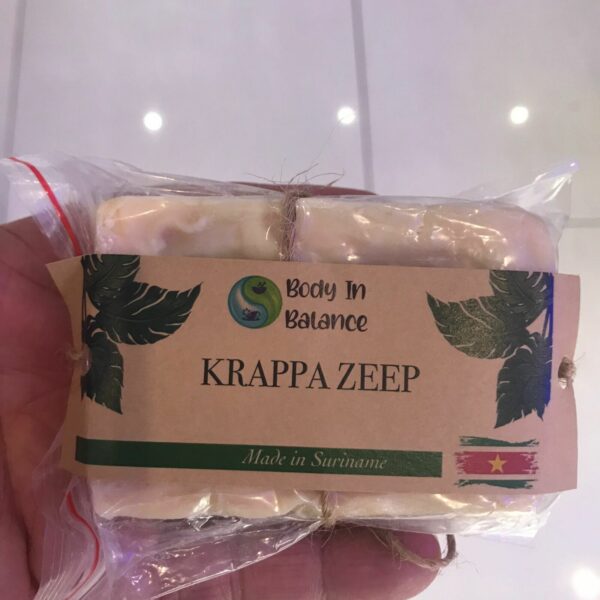 Body In
Balance
KRAPPA ZEEP
Made in Suriname